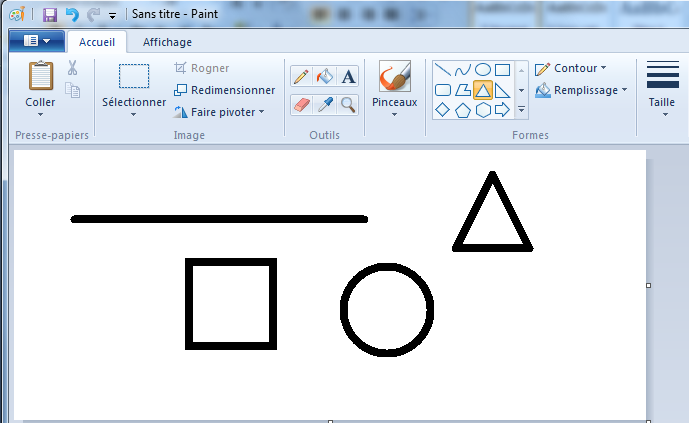 Sans titre - Paint
Accueil Affichage
Coller
Presse-papiers
Sélectionner
Rogner
Redimensionner
Faire pivoter
Image
A
Outils
Pinceaux
Contour
Remplissage
Formes
Taille